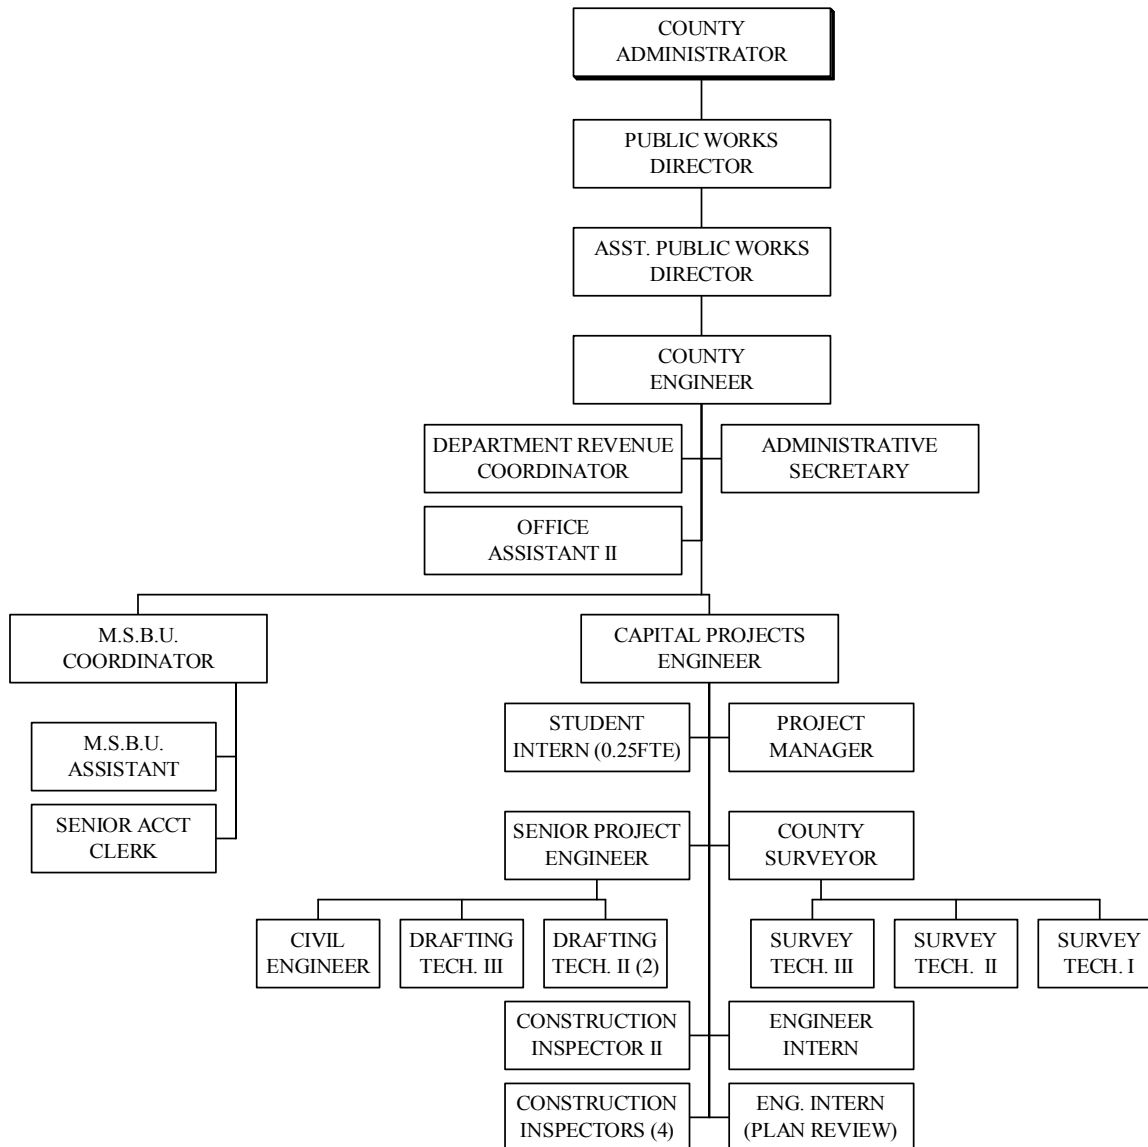 COUNTY
ADMINISTRATOR
PUBLIC WORKS
DIRECTOR
ASST. PUBLIC WORKS
DIRECTOR
COUNTY
ENGINEER
DEPARTMENT REVENUE
COORDINATOR
ADMINISTRATIVE
SECRETARY
OFFICE
ASSISTANT II
M.S.B.U.
COORDINATOR
CAPITAL PROJECTS
ENGINEER
M.S.B.U.
ASSISTANT
SENIOR ACCT
CLERK
STUDENT
INTERN (0.25FTE)
PROJECT
MANAGER
SENIOR PROJECT
ENGINEER
COUNTY
SURVEYOR
CIVIL
ENGINEER
DRAFTING
TECH. III
DRAFTING
TECH. II (2)
SURVEY
TECH. III
SURVEY
TECH. II
SURVEY
TECH. I
CONSTRUCTION
INSPECTOR II
ENGINEER
INTERN
CONSTRUCTION
INSPECTORS (4)
ENG. INTERN
(PLAN REVIEW)